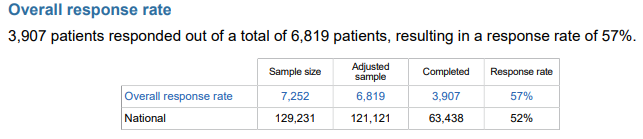 Overall response rate
3,907 patients responded out of a total of 6,819 patients, resulting in a response rate of 57%.
Sample size Adjusted sample Completed Response rate
Overall response rate 7,252 6,819 3,907 57%
National 129,231 121,121 63,438 52%